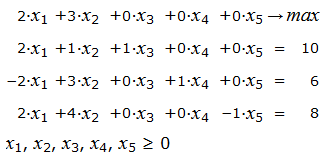 2·x₁ +3·x₂ +0·x₃ +0·x₄ +0·x₅ → max
2·x₁ +1·x₂ +1·x₃ +0·x₄ +0·x₅ = 10
-2·x₁ +3·x₂ +0·x₃ +1·x₄ +0·x₅ = 6
2·x₁ +4·x₂ +0·x₃ +0·x₄ -1·x₅ = 8
x₁, x₂, x₃, x₄, x₅ ≥ 0